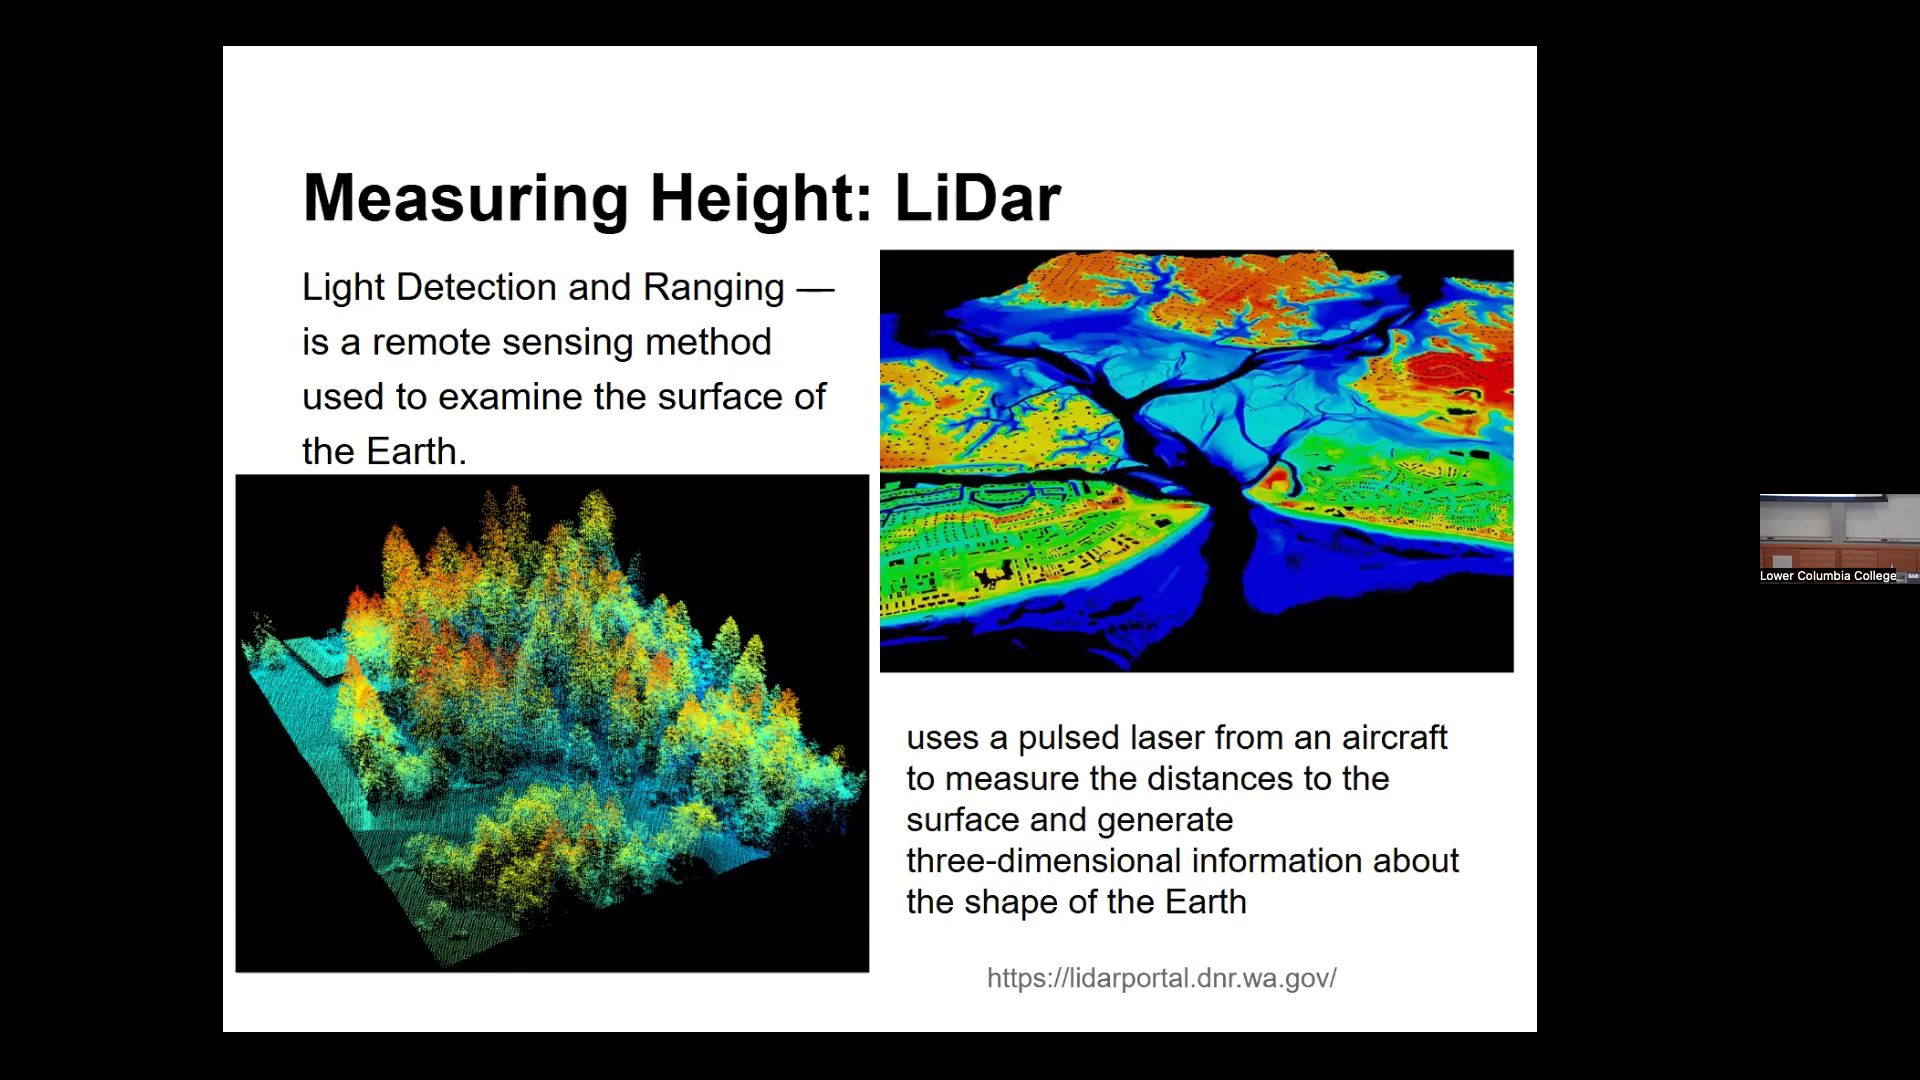 Measuring Height: LiDar
Light Detection and Ranging —
is a remote sensing method
used to examine the surface of
the Earth.
uses a pulsed laser from an aircraft
to measure the distances to the
surface and generate
three-dimensional information about
the shape of the Earth
https://lidarportal.dnr.wa.gov/
Lower Columbia College